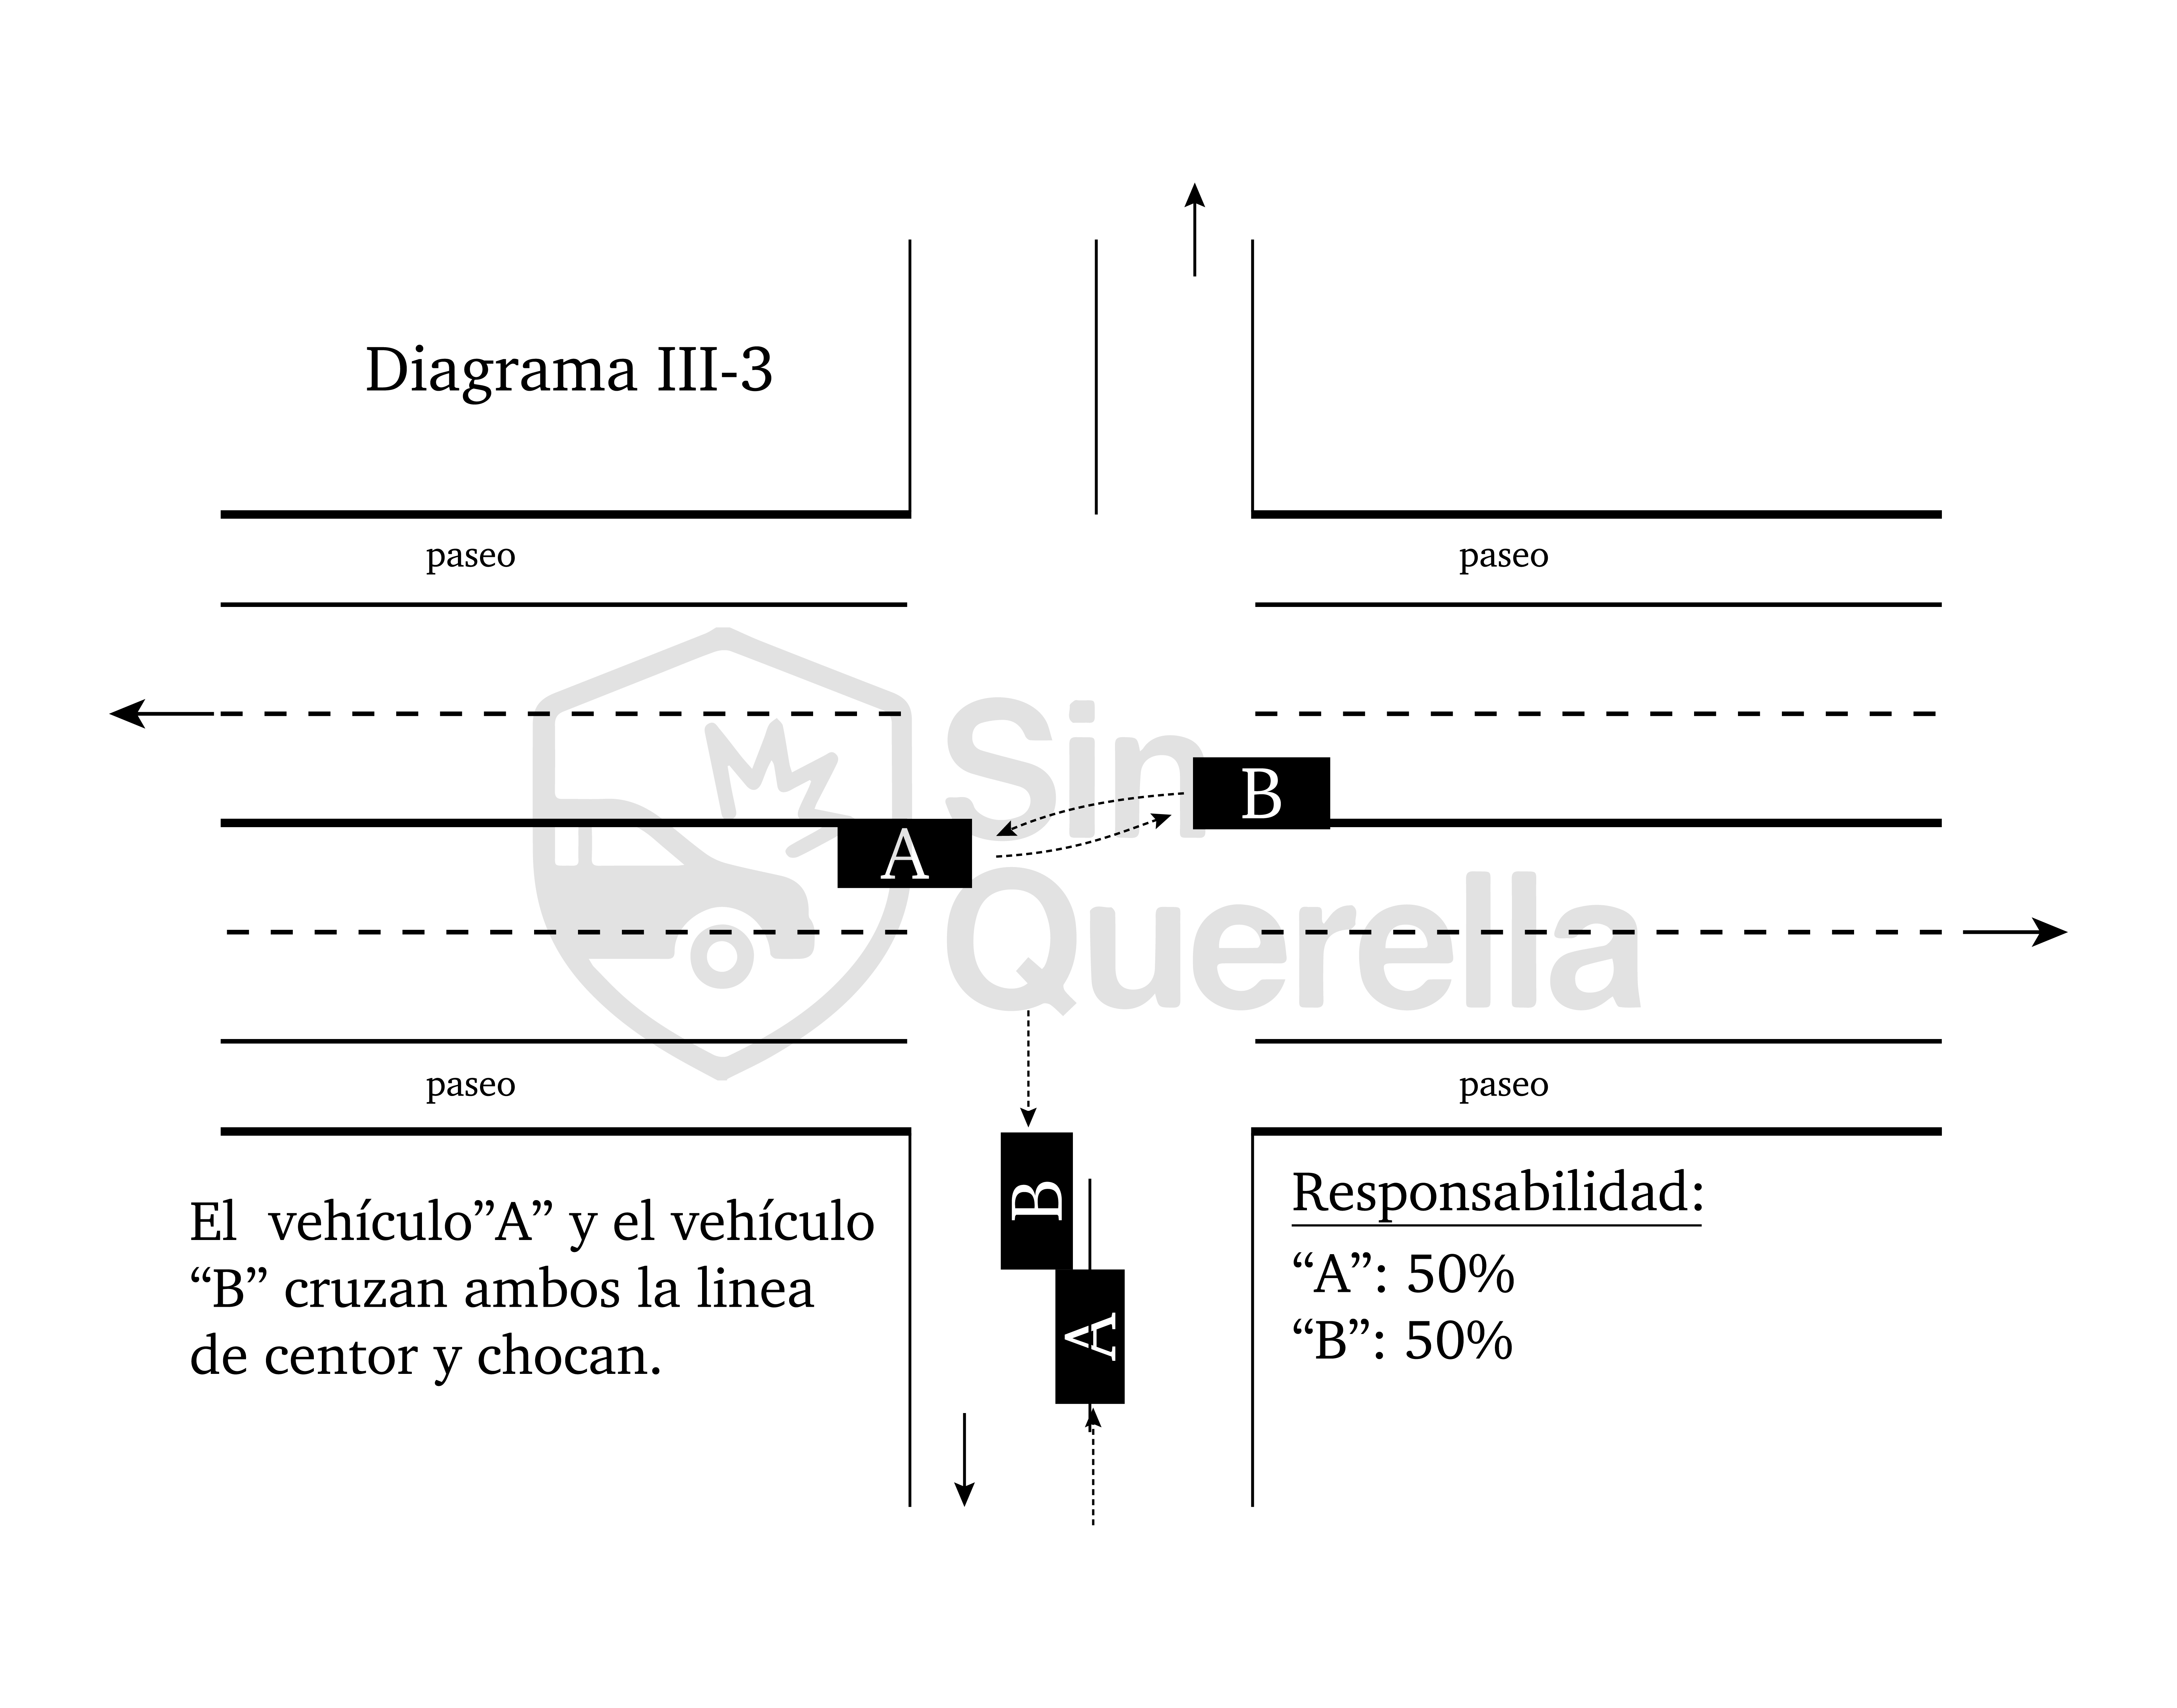 Diagrama III-3
paseo
paseo
Sin
B
A
Querella
paseo
paseo
B
A
El  vehículo”A” y el vehículo
“B” cruzan ambos la linea
de centor y chocan.
Responsabilidad:
“A”: 50%
“B”: 50%